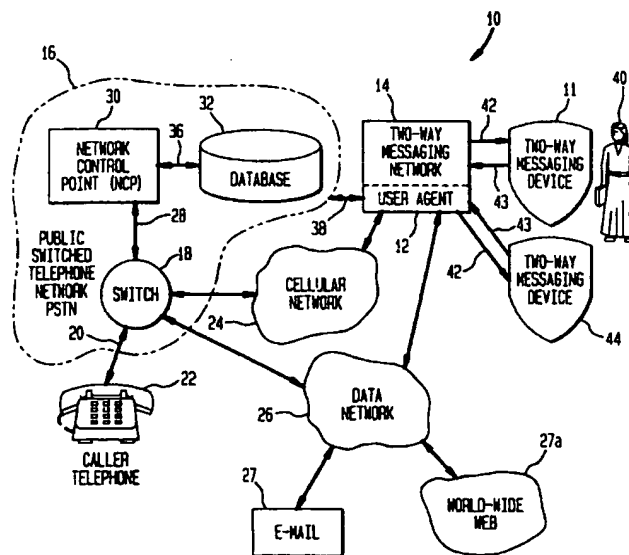 10
16
30
NETWORK
CONTROL
POINT (NCP)
36
32
DATABASE
14
TWO-WAY
MESSAGING
NETWORK
USER AGENT
12
42
43
11
TWO-WAY
MESSAGING
DEVICE
40
38
28
PUBLIC
SWITCHED
TELEPHONE
NETWORK
PSTN
18
SWITCH
20
22
CALLER
TELEPHONE
CELLULAR
NETWORK
24
43
42
TWO-WAY
MESSAGING
DEVICE
44
DATA
NETWORK
26
27
E-MAIL
27a
WORLD-WIDE
WEB